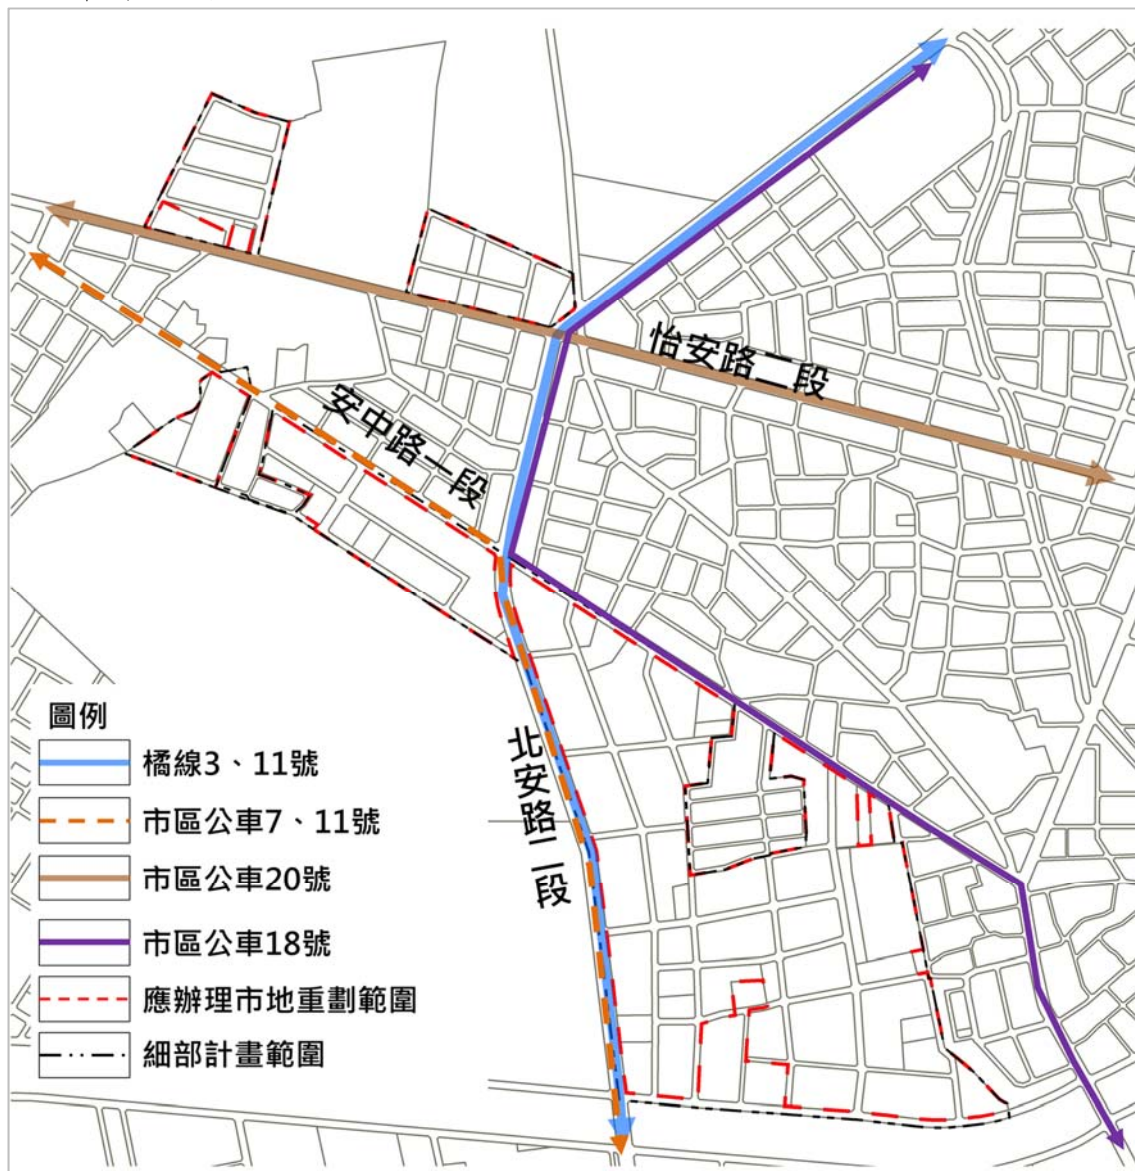 怡安路二段
安中路一段
北安路二段
圖例
橘線3、11號
市區公車7、11號
市區公車20號
市區公車18號
應辦理市地重劃範圍
細部計畫範圍